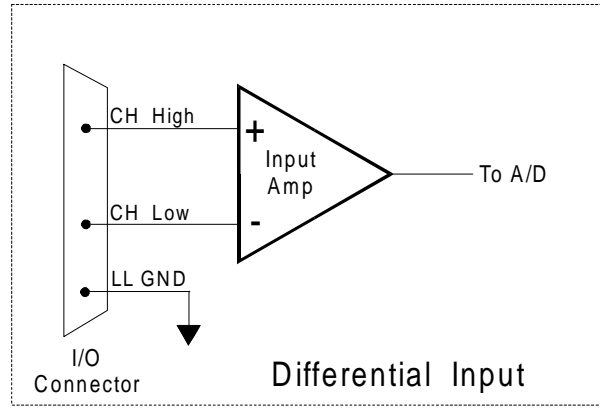 CH High
+
Input
Amp
To A/D
CH Low
-
LL GND
I/O
Connector
Differential Input